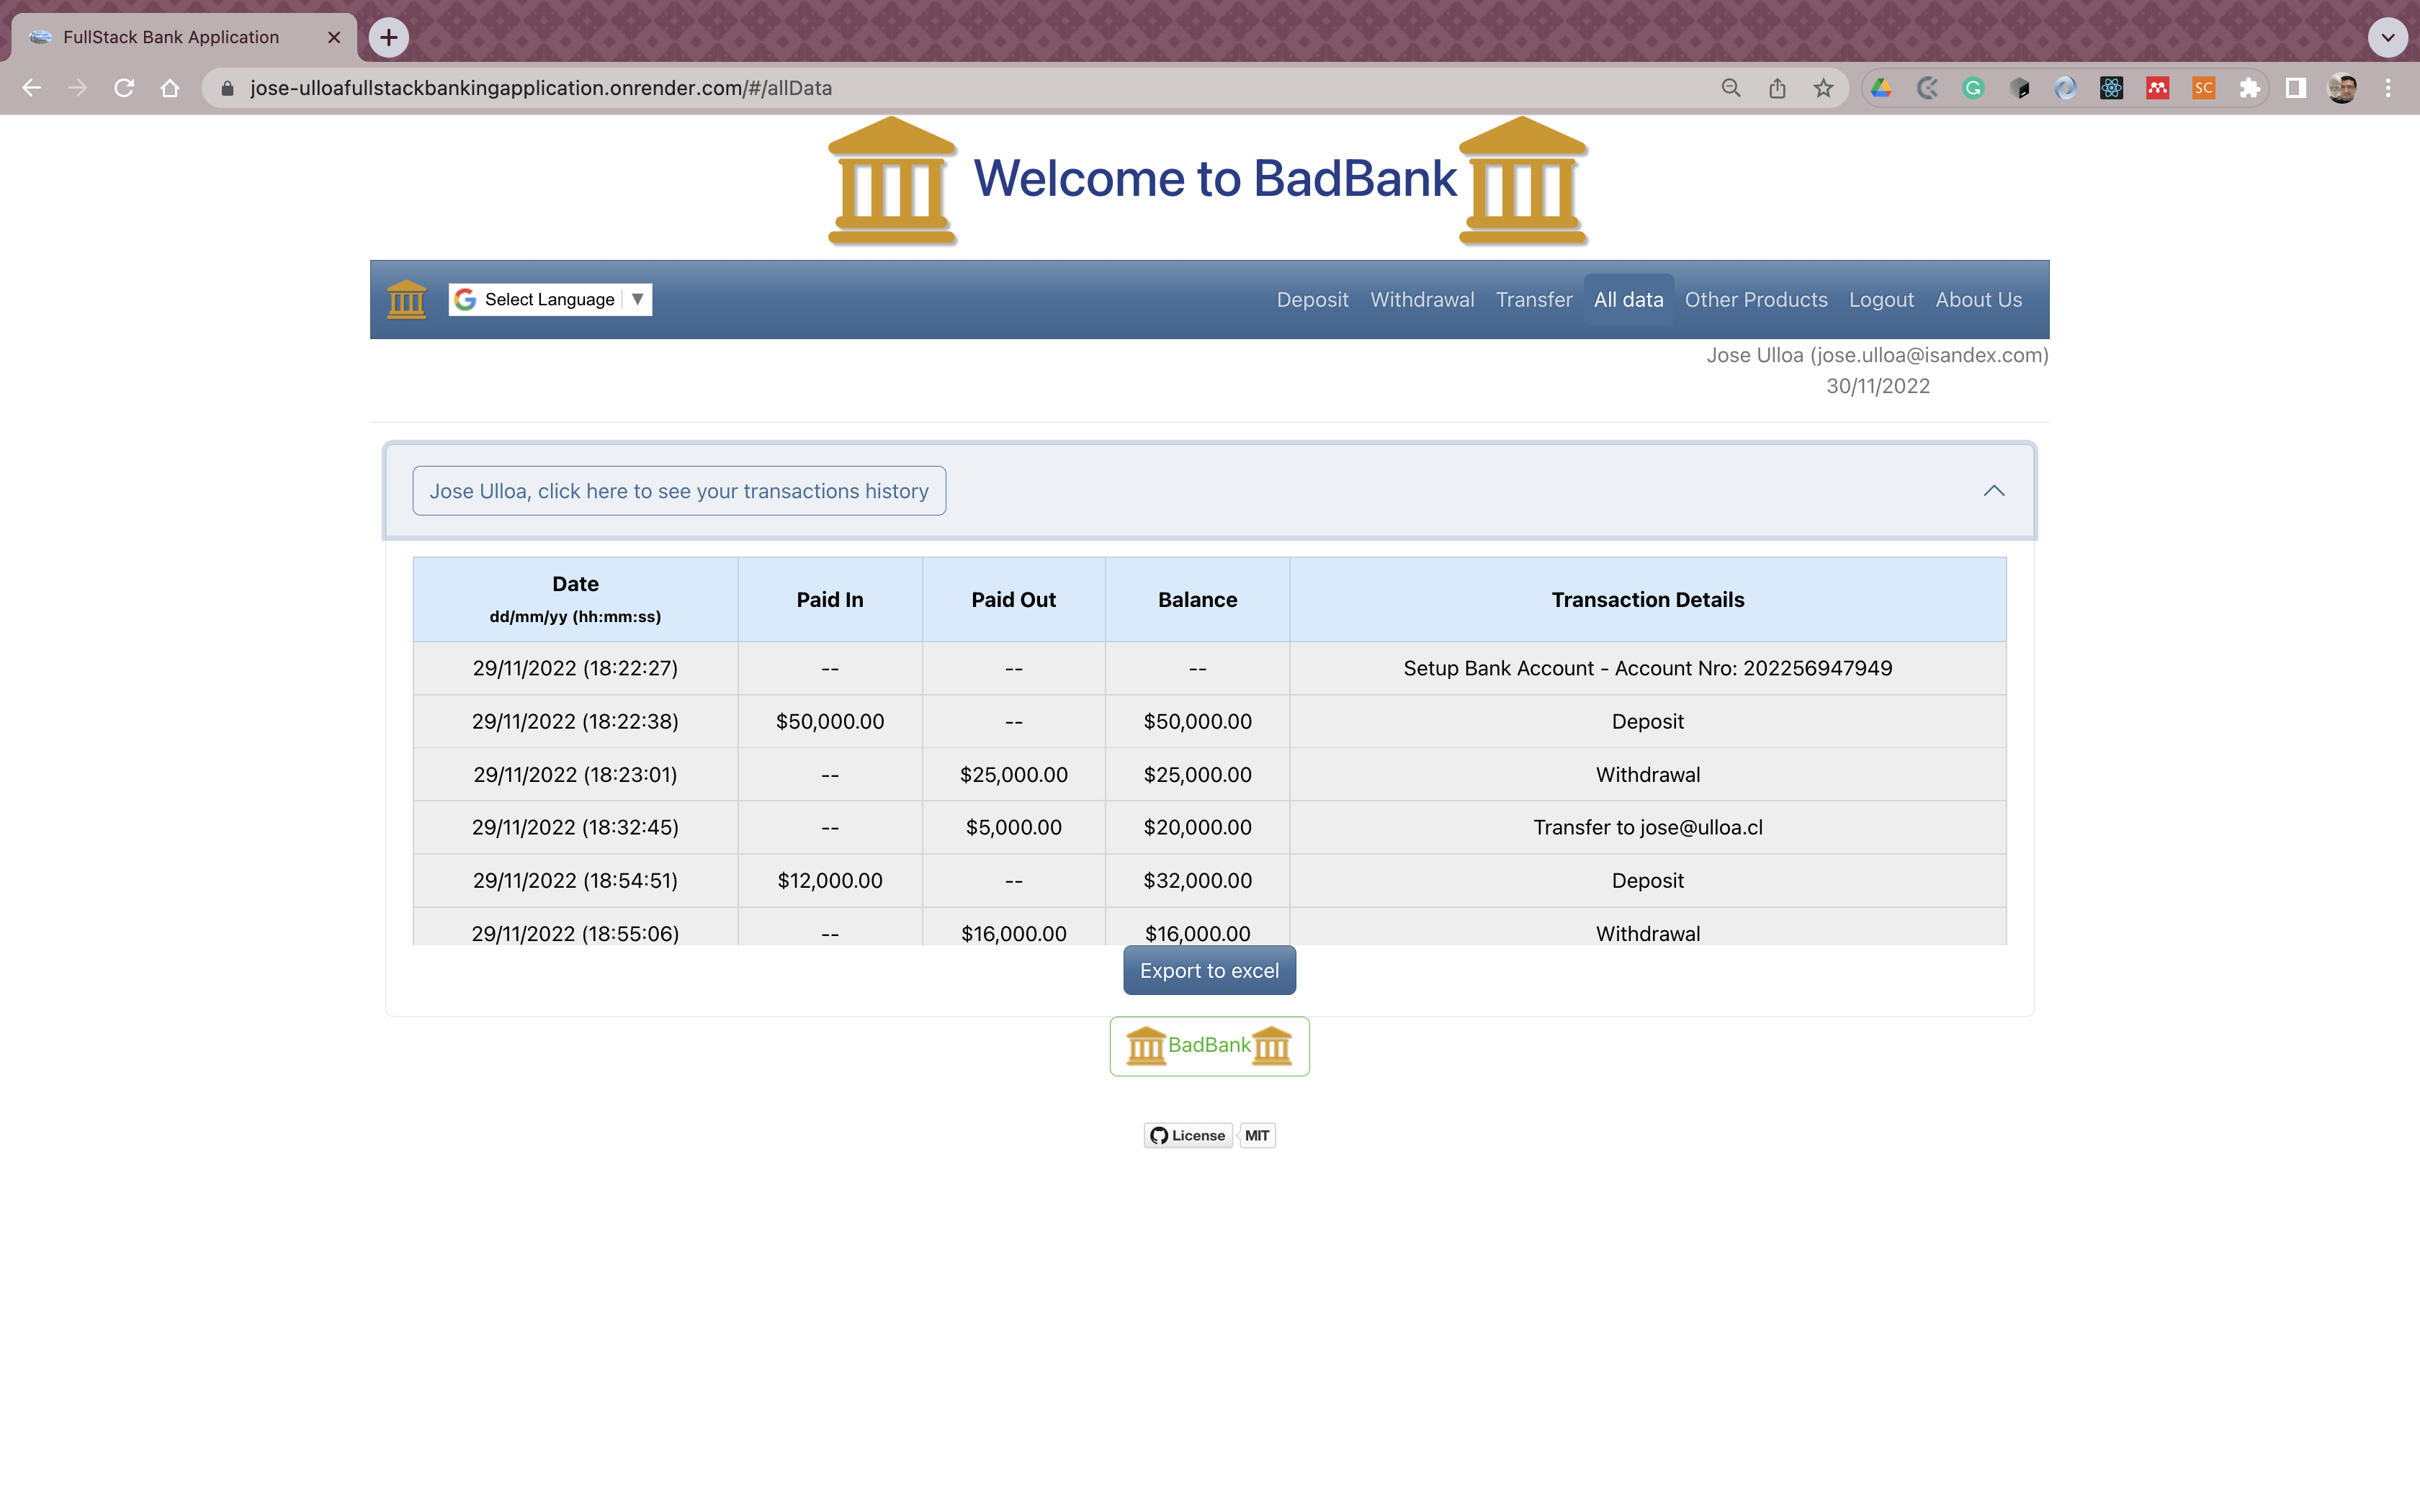 FullStack Bank Application
jose-ulloafullstackbankingapplication.onrender.com/#/allData
SC
Welcome to BadBank
Select Language ▼
Deposit Withdrawal Transfer All data Other Products Logout About Us
Jose Ulloa (jose.ulloa@isandex.com)
30/11/2022
Jose Ulloa, click here to see your transactions history
Date Paid In Paid Out Balance Transaction Details
dd/mm/yy (hh:mm:ss)
29/11/2022 (18:22:27) -- -- -- Setup Bank Account - Account Nro: 202256947949
29/11/2022 (18:22:38) $50,000.00 -- $50,000.00 Deposit
29/11/2022 (18:23:01) -- $25,000.00 $25,000.00 Withdrawal
29/11/2022 (18:32:45) -- $5,000.00 $20,000.00 Transfer to jose@ulloa.cl
29/11/2022 (18:54:51) $12,000.00 -- $32,000.00 Deposit
29/11/2022 (18:55:06) -- $16,000.00 $16,000.00 Withdrawal
Export to excel
BadBank
License MIT